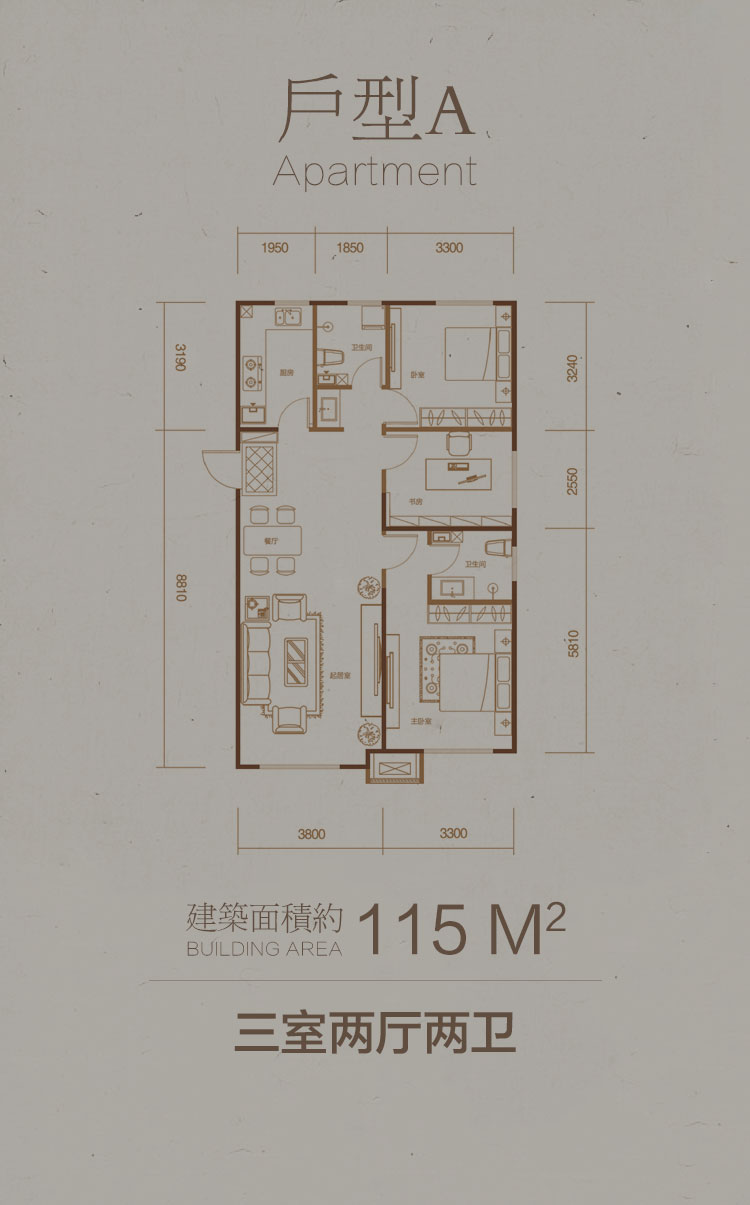 戶型A
Apartment
1950 1850 3300
3190
8810
3240
2550
5810
卫生间
厨房
卧室
书房
餐厅
卫生间
起居室
主卧室
3800 3300
建築面積約 115 M²
BUILDING AREA
三室两厅两卫